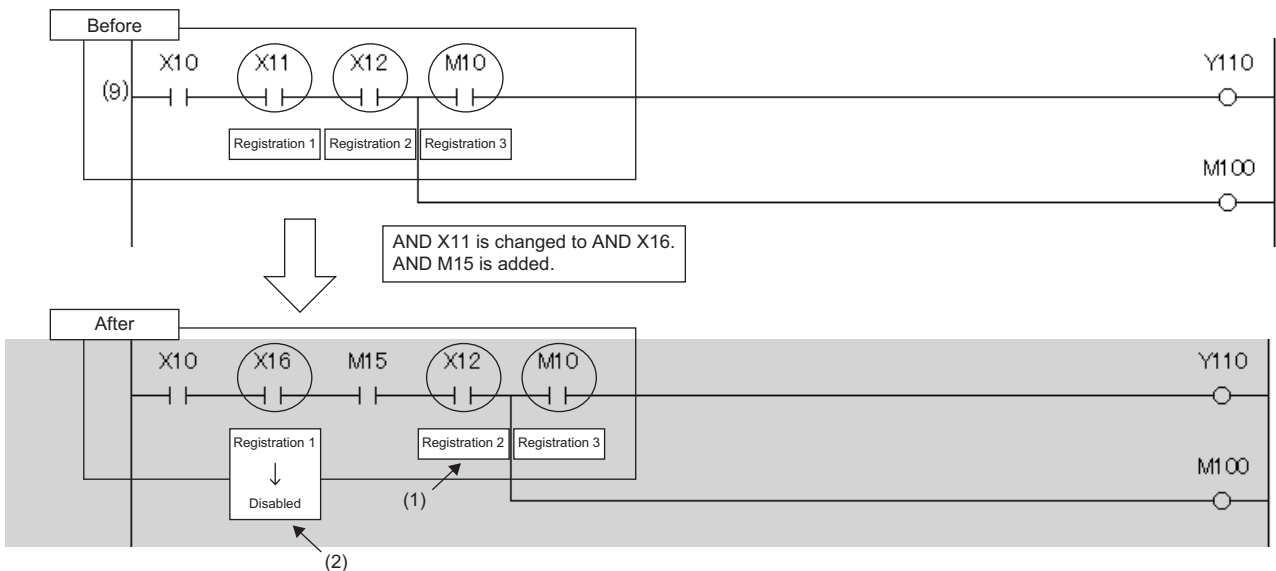 Before
X10 X11 X12 M10 Y110
(9)
Registration 1 Registration 2 Registration 3
M100
AND X11 is changed to AND X16.
AND M15 is added.
After
X10 X16 M15 X12 M10 Y110
Registration 1 Registration 2 Registration 3
↓
Disabled
(1)
M100
(2)